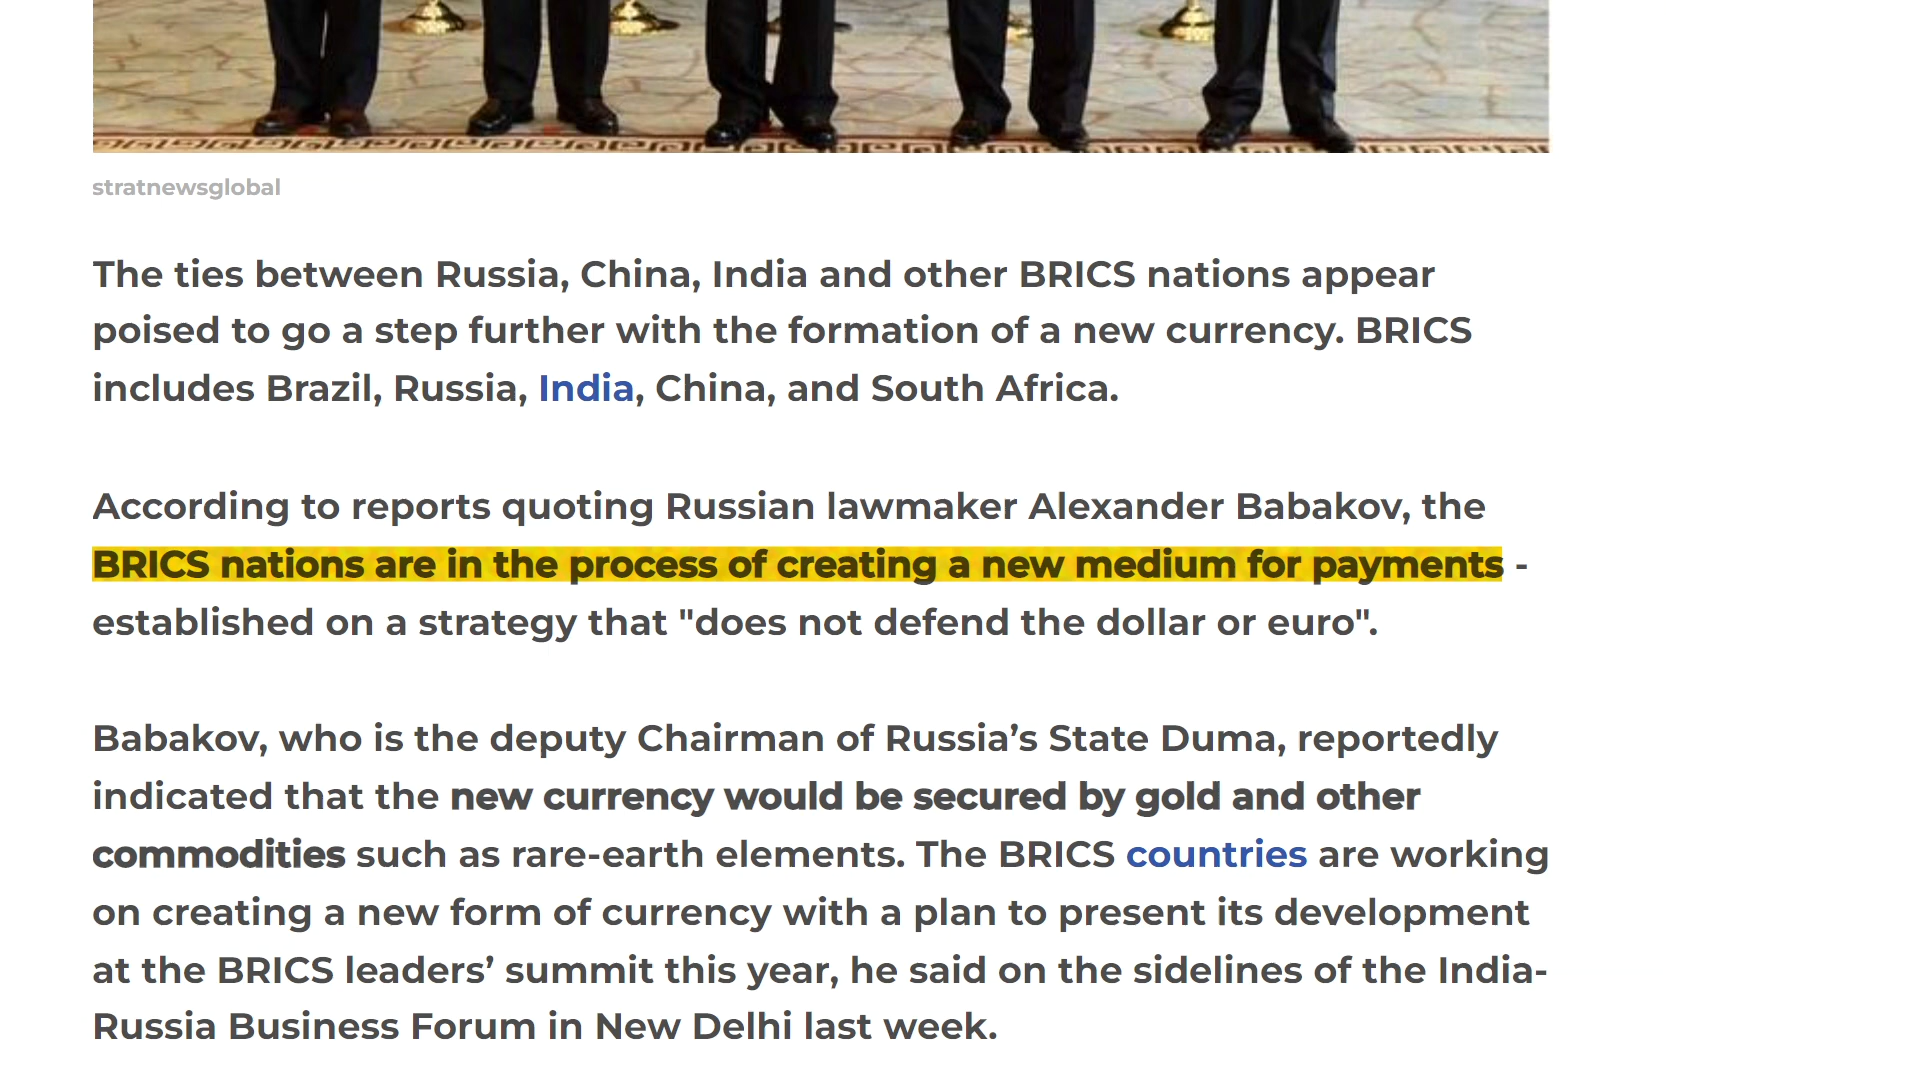 stratnewsglobal
The ties between Russia, China, India and other BRICS nations appear
poised to go a step further with the formation of a new currency. BRICS
includes Brazil, Russia, India, China, and South Africa.
According to reports quoting Russian lawmaker Alexander Babakov, the
BRICS nations are in the process of creating a new medium for payments -
established on a strategy that "does not defend the dollar or euro".
Babakov, who is the deputy Chairman of Russia’s State Duma, reportedly
indicated that the new currency would be secured by gold and other
commodities such as rare-earth elements. The BRICS countries are working
on creating a new form of currency with a plan to present its development
at the BRICS leaders’ summit this year, he said on the sidelines of the India-
Russia Business Forum in New Delhi last week.